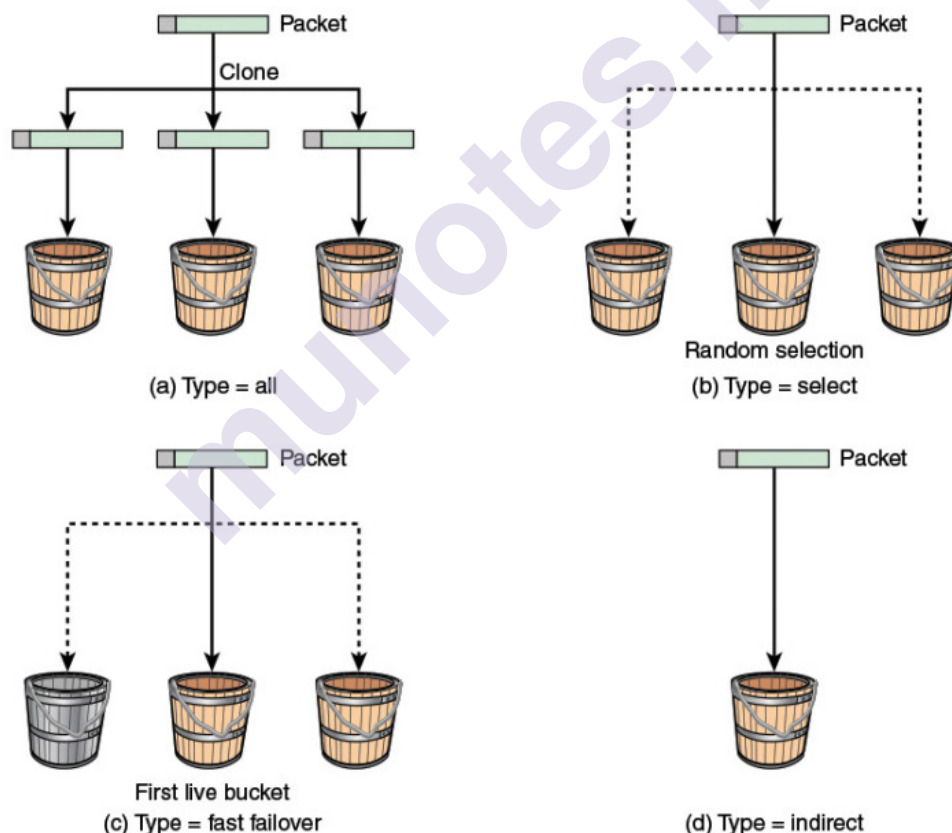 Packet
Clone
(a) Type = all
Packet
Random selection
(b) Type = select
Packet
First live bucket
(c) Type = fast failover
Packet
(d) Type = indirect